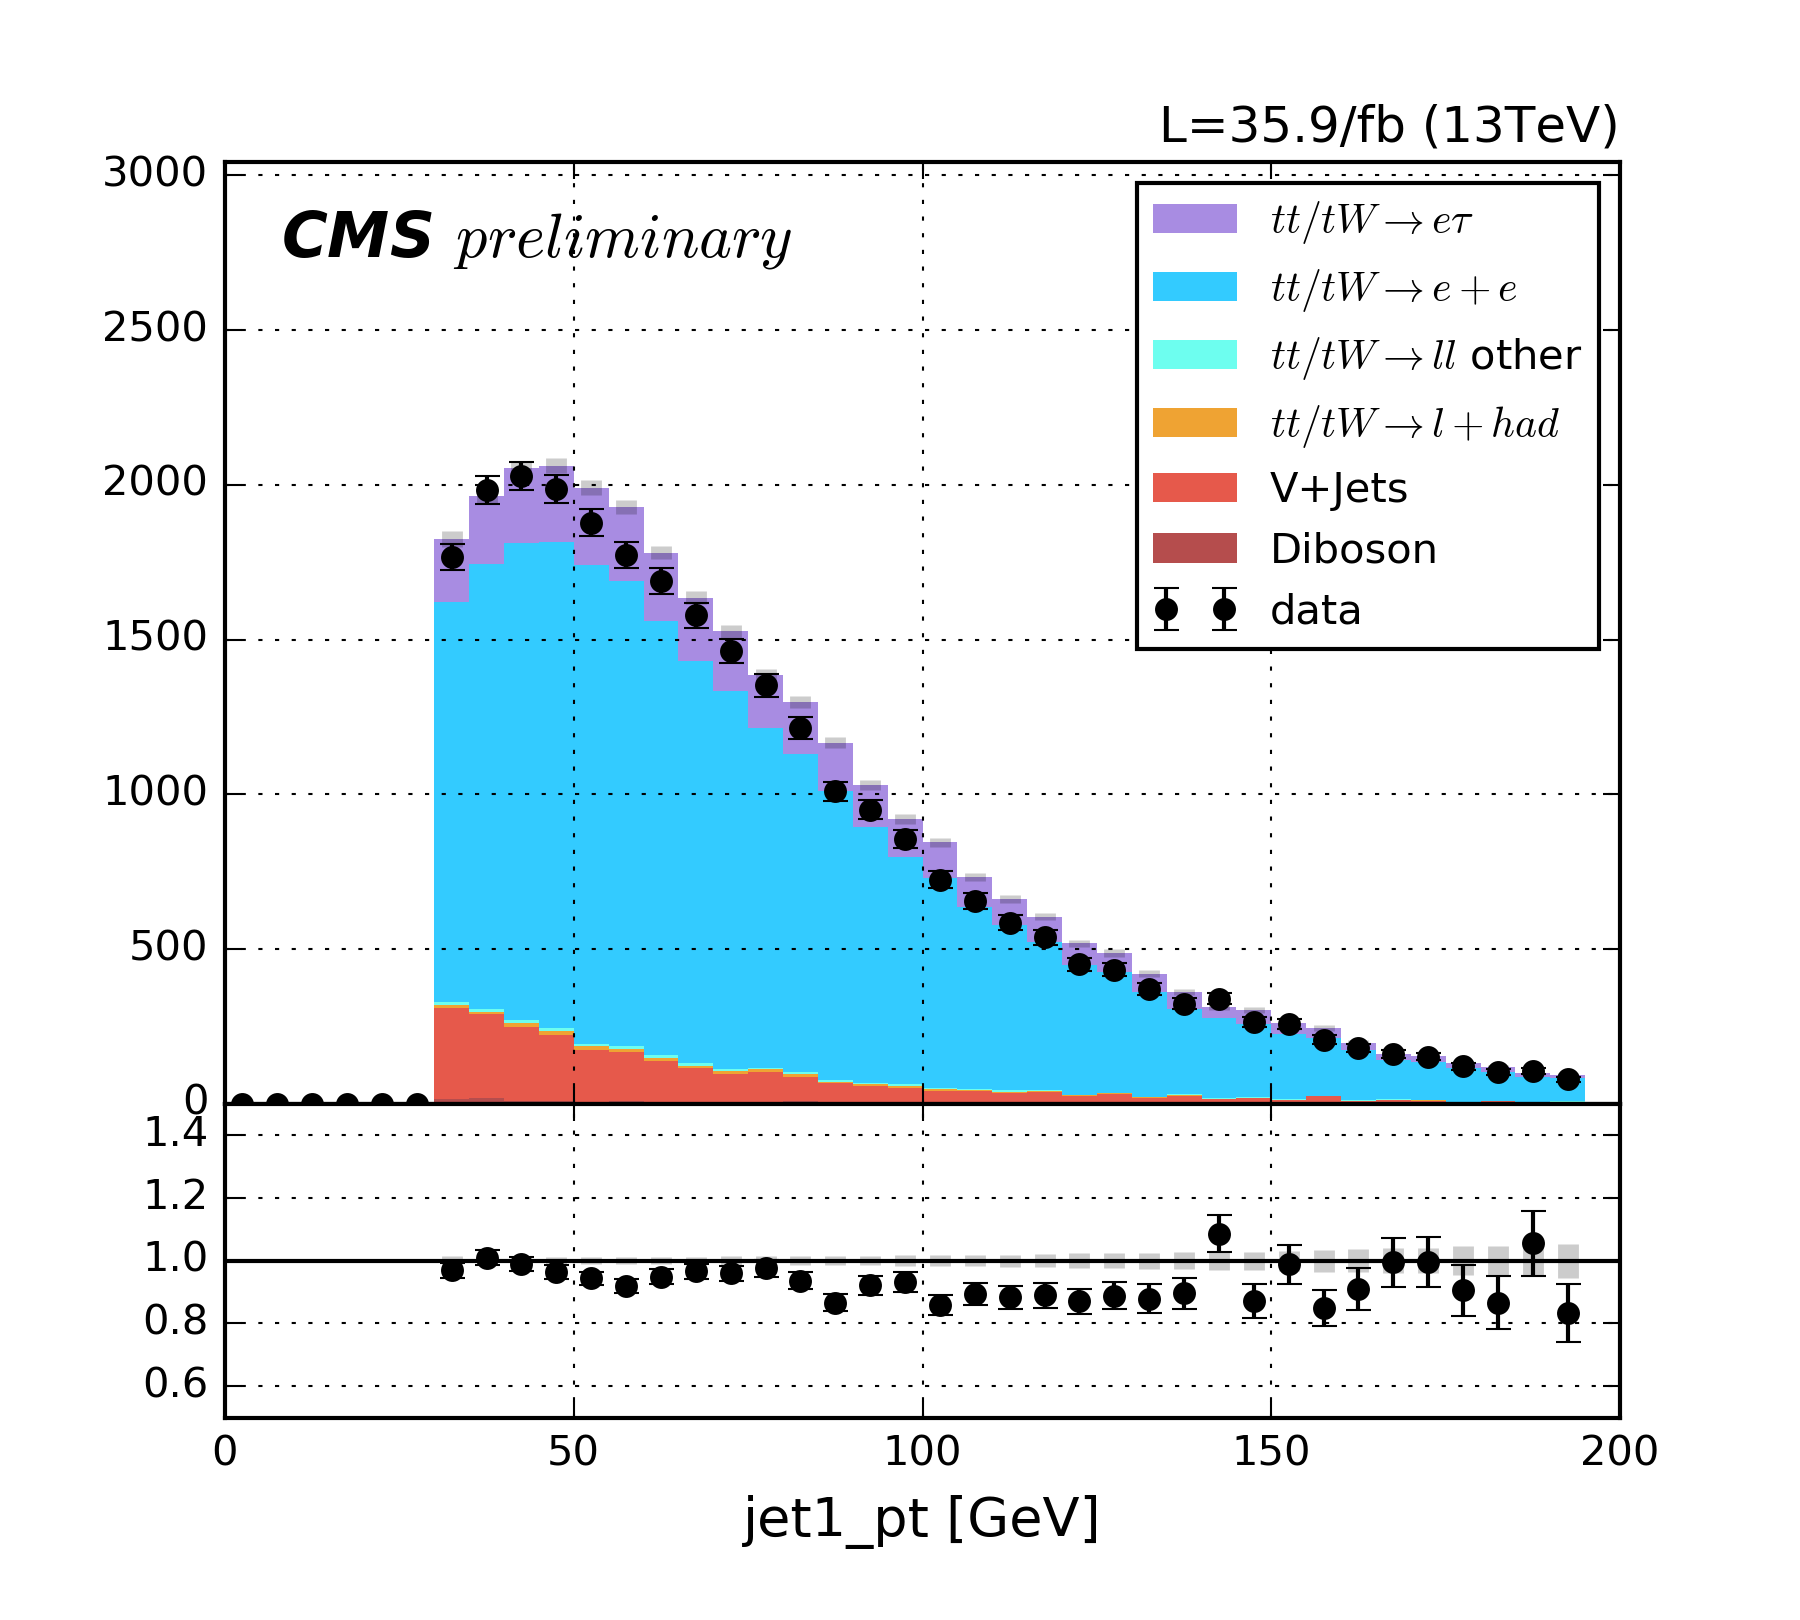 L=35.9/fb (13TeV)
CMS preliminary
3000
2500
2000
1500
1000
500
0
tt/tW→eτ
tt/tW→e+e
tt/tW→ll other
tt/tW→l+had
V+Jets
Diboson
data
1.4
1.2
1.0
0.8
0.6
0 50 100 150 200
jet1_pt [GeV]